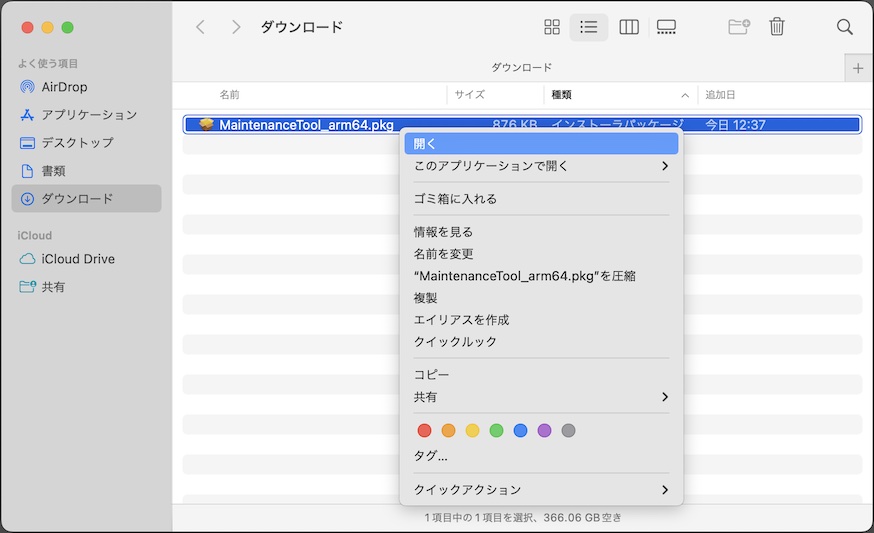 ダウンロード
よく使う項目
AirDrop
アプリケーション
デスクトップ
書類
ダウンロード
iCloud
iCloud Drive
共有
ダウンロード
名前 サイズ 種類 追加日
MaintenanceTool_arm64.pkg 876 KB インストーラパッケージ 今日 12:37
開く
このアプリケーションで開く
ゴミ箱に入れる
情報を見る
名前を変更
“MaintenanceTool_arm64.pkg”を圧縮
複製
エイリアスを作成
クイックルック
コピー
共有
タグ...
クイックアクション
1項目中の1項目を選択、366.06 GB空き